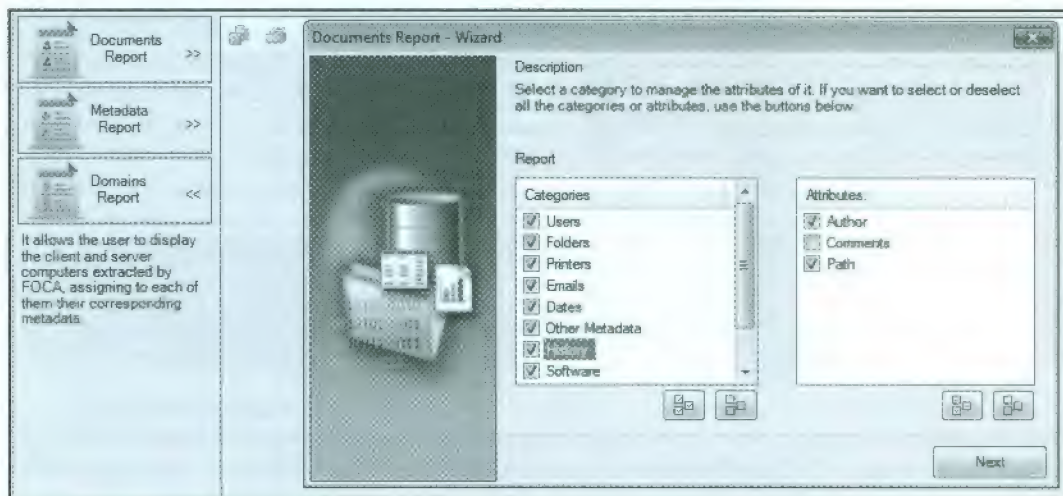 Documents
Report >>
Metadata
Report >>
Domains
Report <<
It allows the user to display
the client and server
computers extracted by
FOCA, assigning to each of
them their corresponding
metadata.
Documents Report - Wizard
Description
Select a category to manage the attributes of it. If you want to select or deselect
all the categories or attributes, use the buttons below
Report
Categories
Users
Folders
Printers
Emails
Dates
Other Metadata
History
Software
Attributes
Author
Comments
Path
Next